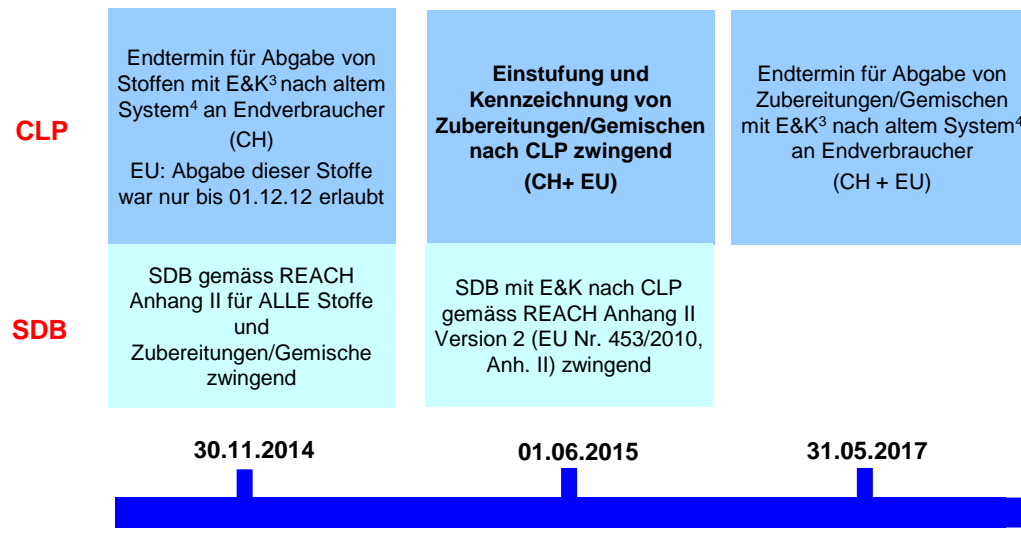 CLP
Endtermin für Abgabe von
Stoffen mit E&K³ nach altem
System⁴ an Endverbraucher
(CH)
EU: Abgabe dieser Stoffe
war nur bis 01.12.12 erlaubt
Einstufung und
Kennzeichnung von
Zubereitungen/Gemischen
nach CLP zwingend
(CH+ EU)
Endtermin für Abgabe von
Zubereitungen/Gemischen
mit E&K³ nach altem System⁴
an Endverbraucher
(CH + EU)
SDB
SDB gemäss REACH
Anhang II für ALLE Stoffe
und
Zubereitungen/Gemische
zwingend
SDB mit E&K nach CLP
gemäss REACH Anhang II
Version 2 (EU Nr. 453/2010,
Anh. II) zwingend
30.11.2014
01.06.2015
31.05.2017